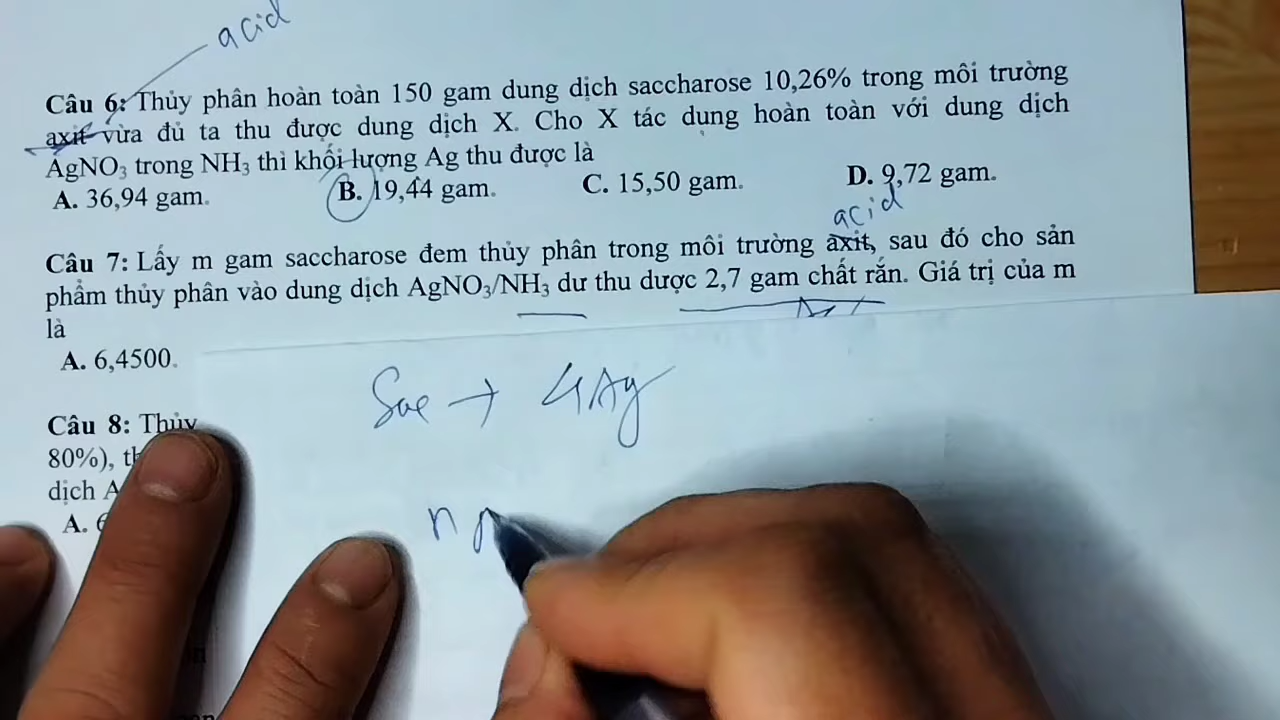 acid
Câu 6: Thủy phân hoàn toàn 150 gam dung dịch saccharose 10,26% trong môi trường
axit vừa đủ ta thu được dung dịch X. Cho X tác dụng hoàn toàn với dung dịch
AgNO₃ trong NH₃ thì khối lượng Ag thu được là
A. 36,94 gam. B. 19,44 gam. C. 15,50 gam. D. 9,72 gam.
acid
Câu 7: Lấy m gam saccharose đem thủy phân trong môi trường axit, sau đó cho sản
phẩm thủy phân vào dung dịch AgNO₃/NH₃ dư thu dược 2,7 gam chất rắn. Giá trị của m
là
A. 6,4500.
Sac → 4Ag
Câu 8: Thủy
80%), t
dịch A
n
A. 6